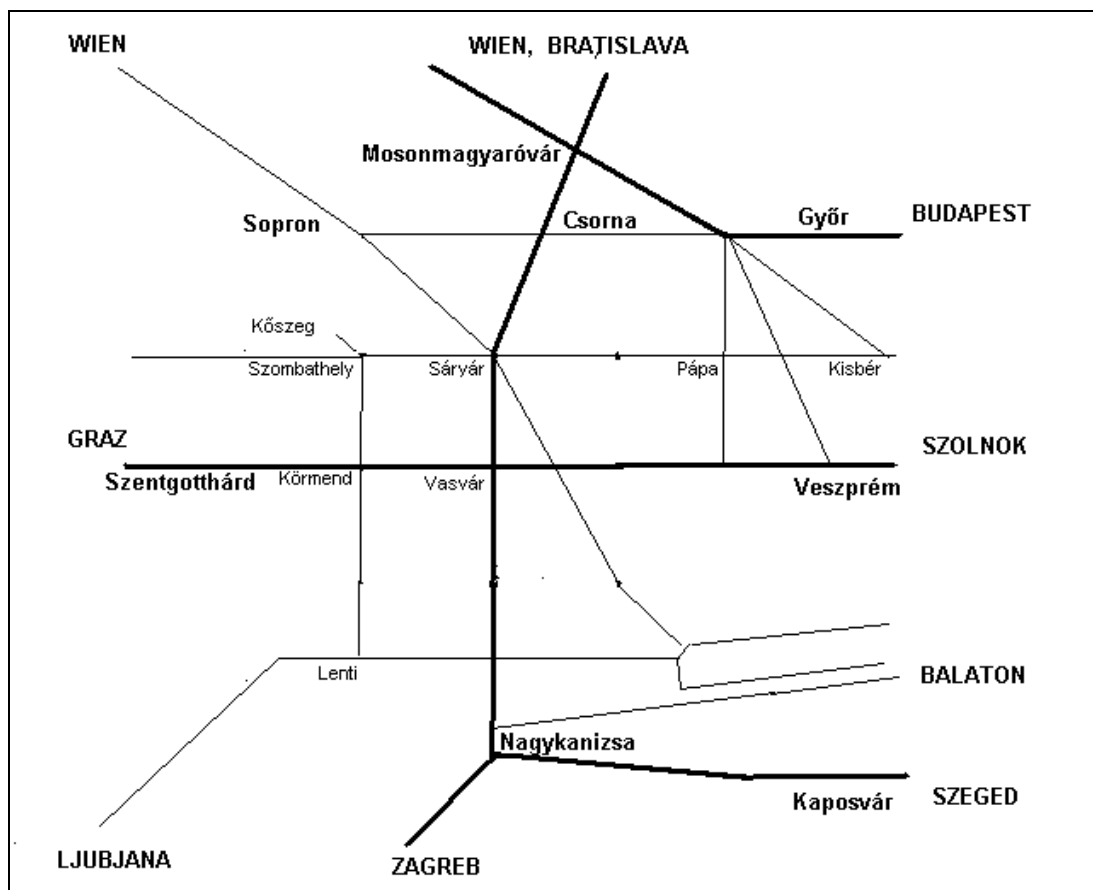 WIEN
WIEN, BRATISLAVA
Mosonmagyaróvár
Sopron
Csorna
Győr
BUDAPEST
Kőszeg
Szombathely
Sáryár
Pápa
Kisbér
GRAZ
SZOLNOK
Szentgotthárd
Körmend
Vasvár
Veszprém
Lenti
BALATON
Nagykanizsa
Kaposvár
SZEGED
LJUBJANA
ZAGREB